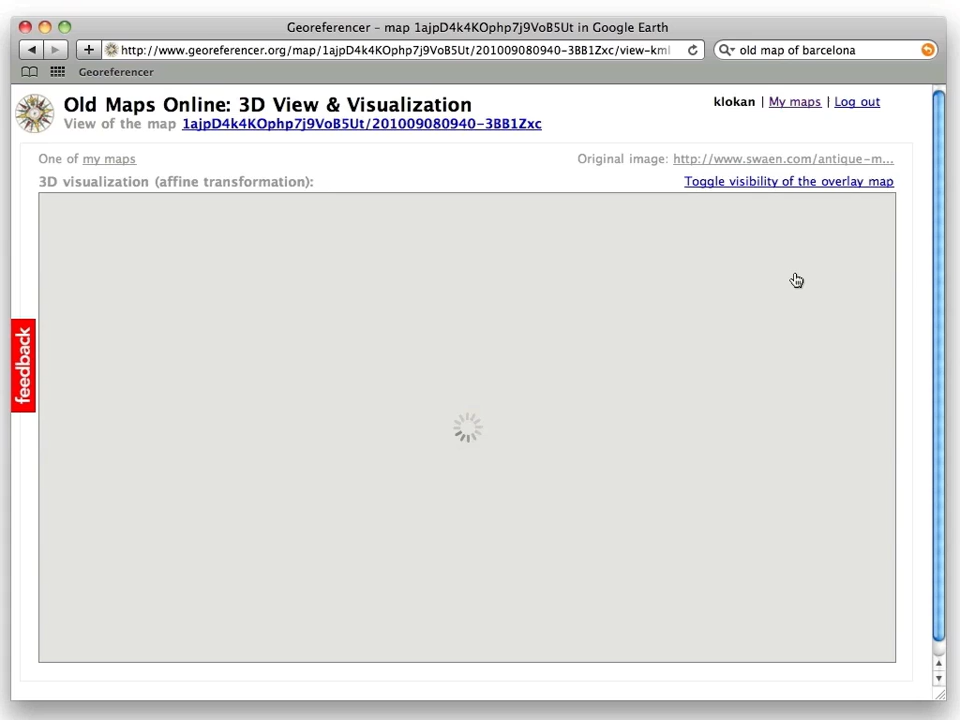 Georeferencer - map 1ajpD4k4KOphp7j9VoB5Ut in Google Earth
http://www.georeferencer.org/map/1ajpD4k4KOphp7j9VoB5Ut/201009080940-3BB1Zxc/view-kml
old map of barcelona
Georeferencer
Old Maps Online: 3D View & Visualization
klokan | My maps | Log out
View of the map 1ajpD4k4KOphp7j9VoB5Ut/201009080940-3BB1Zxc
One of my maps
Original image: http://www.swaen.com/antique-m...
3D visualization (affine transformation):
Toggle visibility of the overlay map
feedback